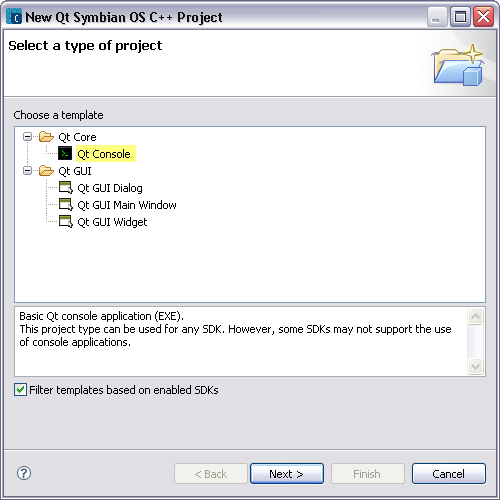 New Qt Symbian OS C++ Project
Select a type of project
Choose a template
Qt Core
Qt Console
Qt GUI
Qt GUI Dialog
Qt GUI Main Window
Qt GUI Widget
Basic Qt console application (EXE).
This project type can be used for any SDK. However, some SDKs may not support the use
of console applications.
Filter templates based on enabled SDKs
? < Back Next > Finish Cancel